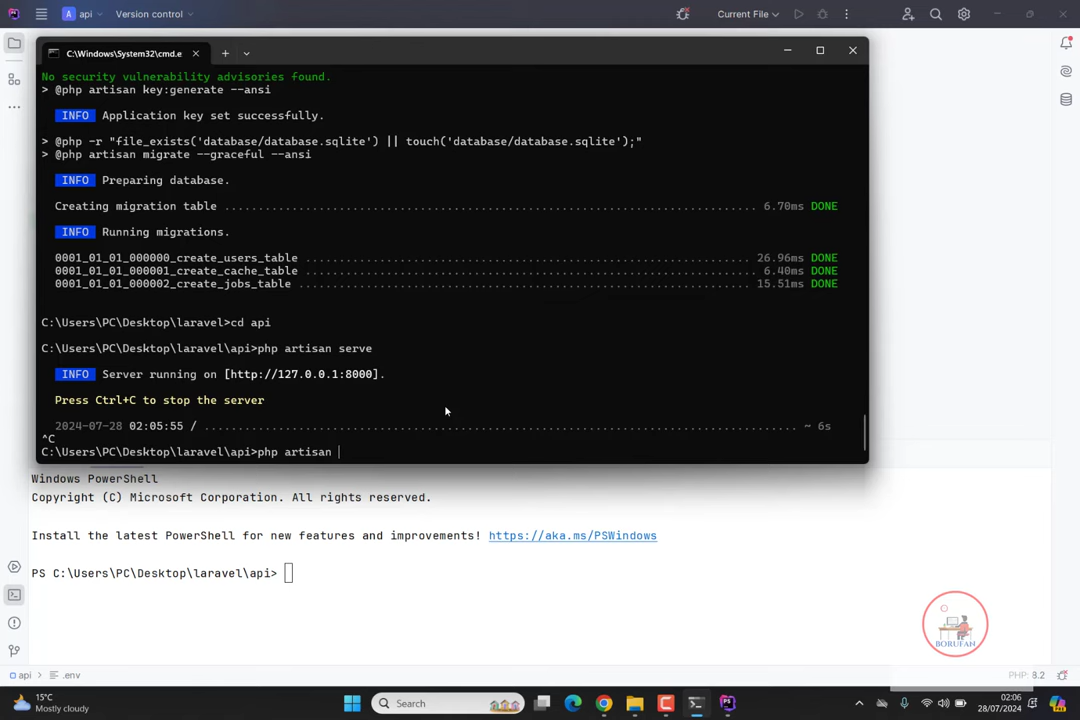 api
Version control
Current File
C:\Windows\System32\cmd.e
No security vulnerability advisories found.
> @php artisan key:generate --ansi
INFO Application key set successfully.
> @php -r "file_exists('database/database.sqlite') || touch('database/database.sqlite');"
> @php artisan migrate --graceful --ansi
INFO Preparing database.
Creating migration table ........ 6.70ms DONE
INFO Running migrations.
0001_01_01_000000_create_users_table ........ 26.96ms DONE
0001_01_01_000001_create_cache_table ........ 6.40ms DONE
0001_01_01_000002_create_jobs_table ........ 15.51ms DONE
C:\Users\PC\Desktop\laravel>cd api
C:\Users\PC\Desktop\laravel\api>php artisan serve
INFO Server running on [http://127.0.0.1:8000].
Press Ctrl+C to stop the server
2024-07-28 02:05:55 / ........ ~ 6s
^C
C:\Users\PC\Desktop\laravel\api>php artisan
Windows PowerShell
Copyright (C) Microsoft Corporation. All rights reserved.
Install the latest PowerShell for new features and improvements! https://aka.ms/PSWindows
PS C:\Users\PC\Desktop\laravel\api>
BORUFAN
api > .env
PHP: 8.2
15°C
Mostly cloudy
Search
02:06
28/07/2024